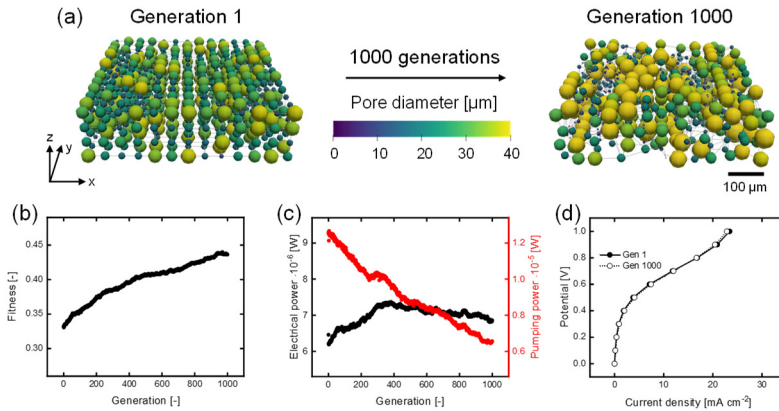 (a)
Generation 1
Generation 1000
1000 generations
Pore diameter [μm]
0 10 20 30 40
z
y
x
100 μm
(b)
0.45
0.40
0.35
0.30
Fitness [-]
0 200 400 600 800 1000
Generation [-]
(c)
9
8
7
6
Electrical power ·10⁻⁶ [W]
1.2
1.0
0.8
0.6
Pumping power ·10⁻⁵ [W]
0 200 400 600 800 1000
Generation [-]
(d)
1.0
0.8
0.6
0.4
0.2
0.0
Potential [V]
Gen 1
Gen 1000
0 10 20 30
Current density [mA cm⁻²]